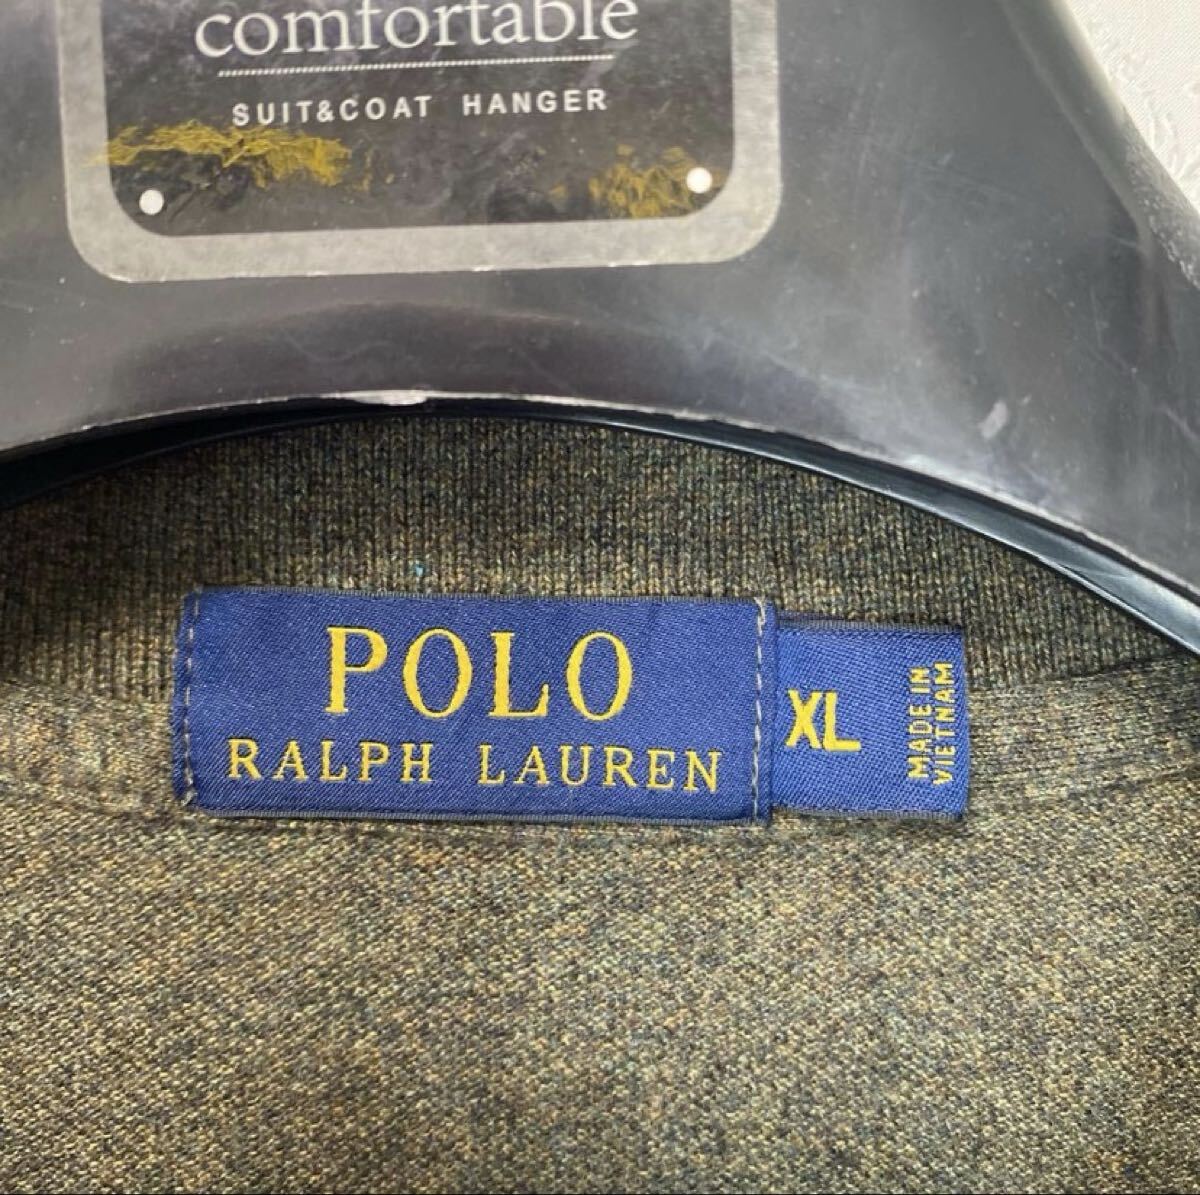 comfortable
SUIT&COAT HANGER
POLO
RALPH LAUREN
XL
MADE IN
VIETNAM